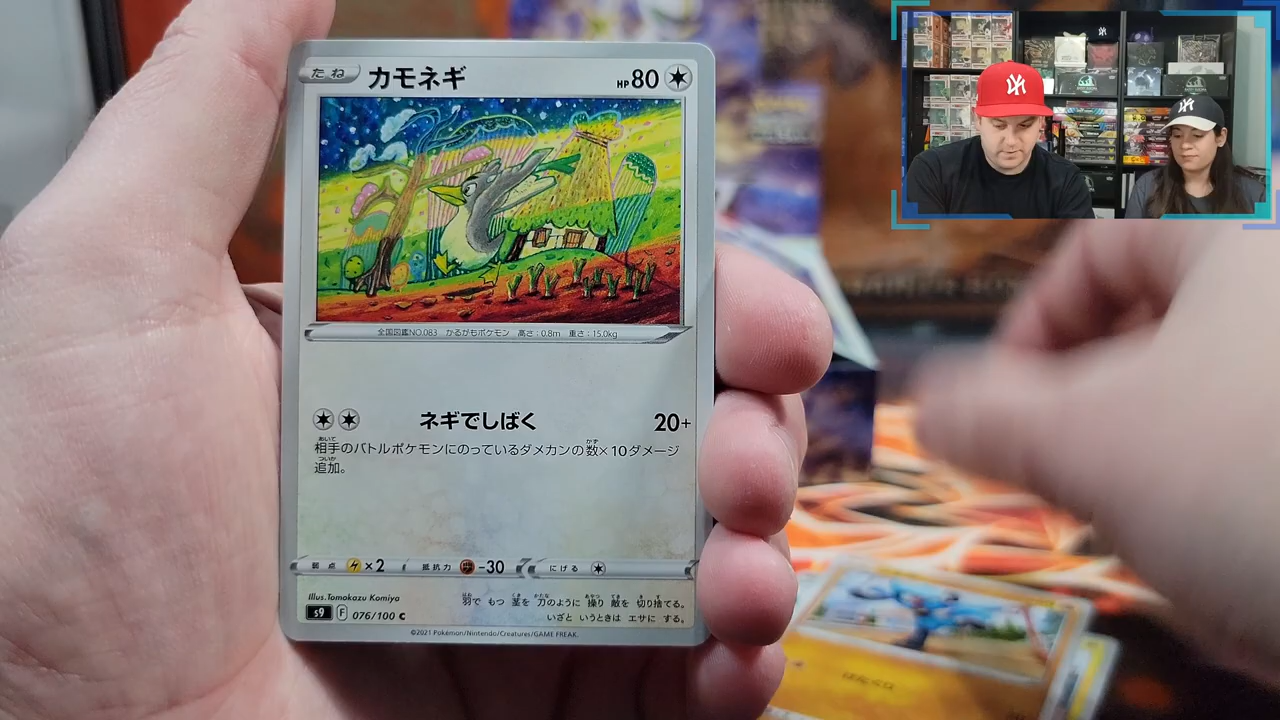 たね カモネギ HP80
全国図鑑NO.083 かるがもポケモン 高さ:0.8m 重さ:15.0kg
ネギでしばく 20+
相手のバトルポケモンにのっているダメカンの数×10ダメージ
追加。
弱点 ×2 抵抗力 -30 にげる
Illus.Tomokazu Komiya
羽で もつ 茎を 刀のように 操り 敵を 切り捨てる。
いざと いうときは エサに する。
s9 F 076/100 C
©2021 Pokémon/Nintendo/Creatures/GAME FREAK.